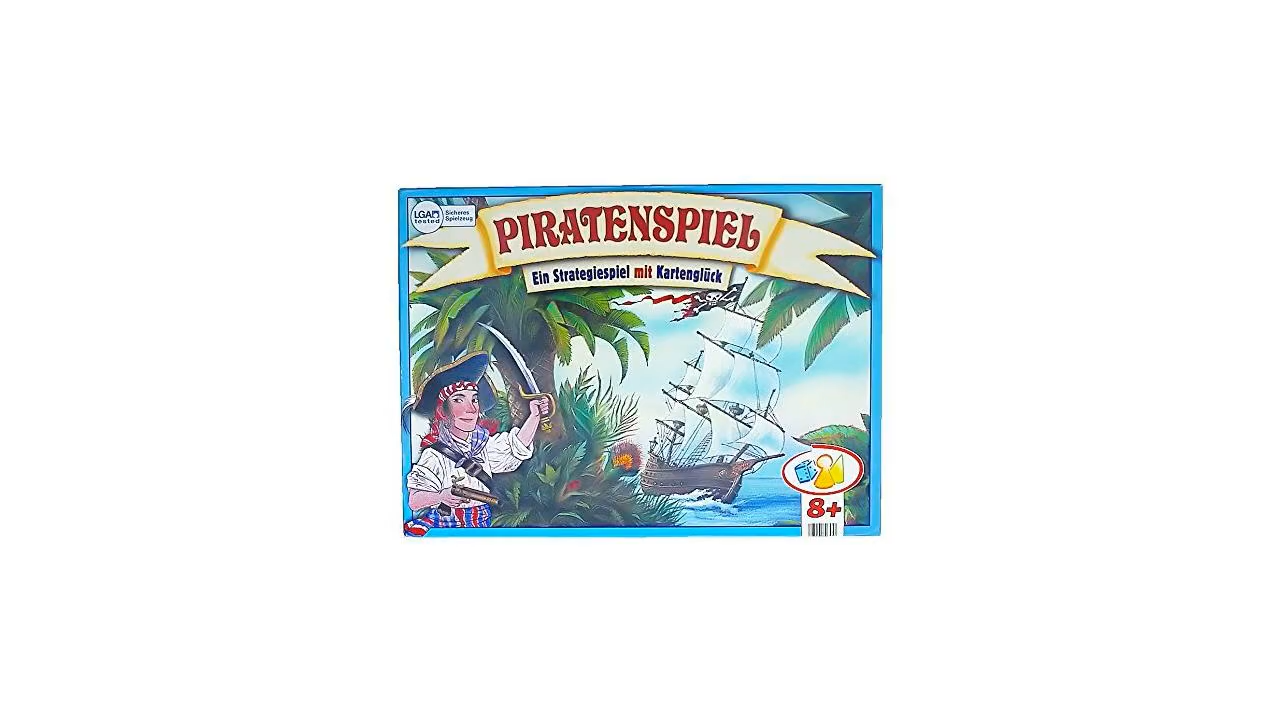 LGA
tested
Sicheres
Spielzeug
PIRATENSPIEL
Ein Strategiespiel mit Kartenglück
8+